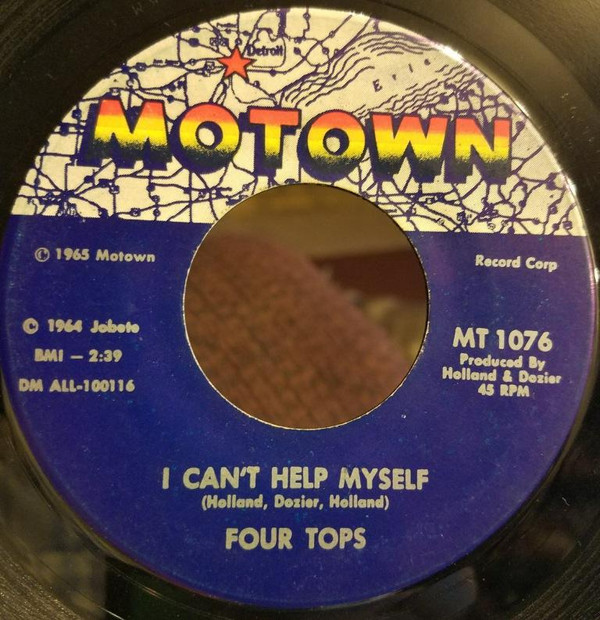 Detroit
Erie
MOTOWN
© 1965 Motown
Record Corp
© 1964 Jobete
BMI — 2:39
DM ALL-100116
MT 1076
Produced By
Holland & Dozier
45 RPM
I CAN'T HELP MYSELF
(Holland, Dozier, Holland)
FOUR TOPS